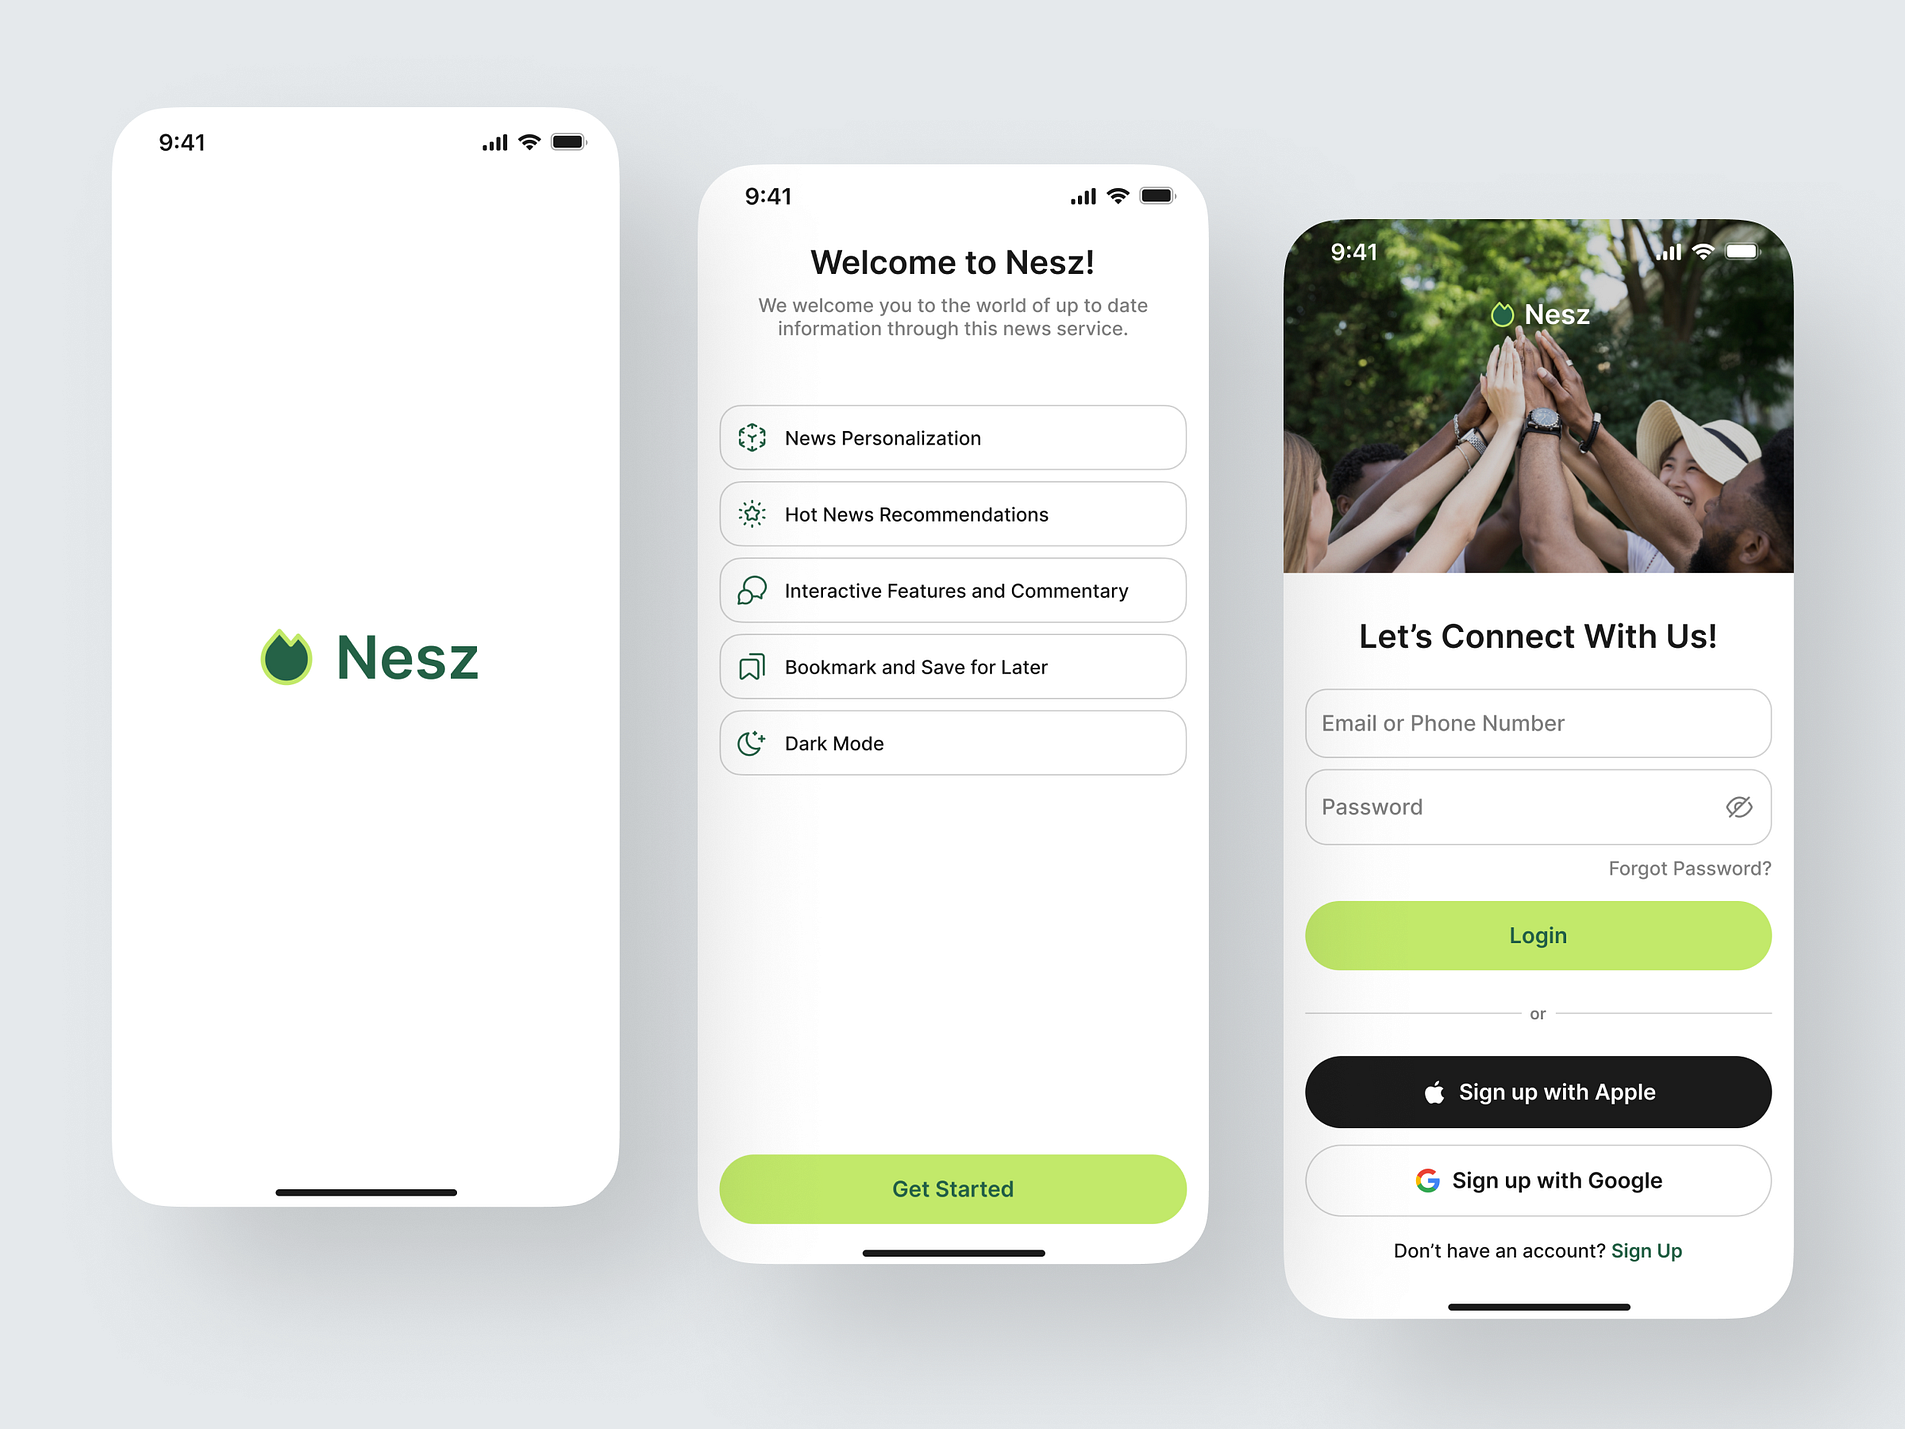 9:41
Nesz
9:41
Welcome to Nesz!
We welcome you to the world of up to date
information through this news service.
News Personalization
Hot News Recommendations
Interactive Features and Commentary
Bookmark and Save for Later
Dark Mode
Get Started
9:41
Nesz
Let’s Connect With Us!
Email or Phone Number
Password
Forgot Password?
Login
or
Sign up with Apple
Sign up with Google
Don’t have an account? Sign Up